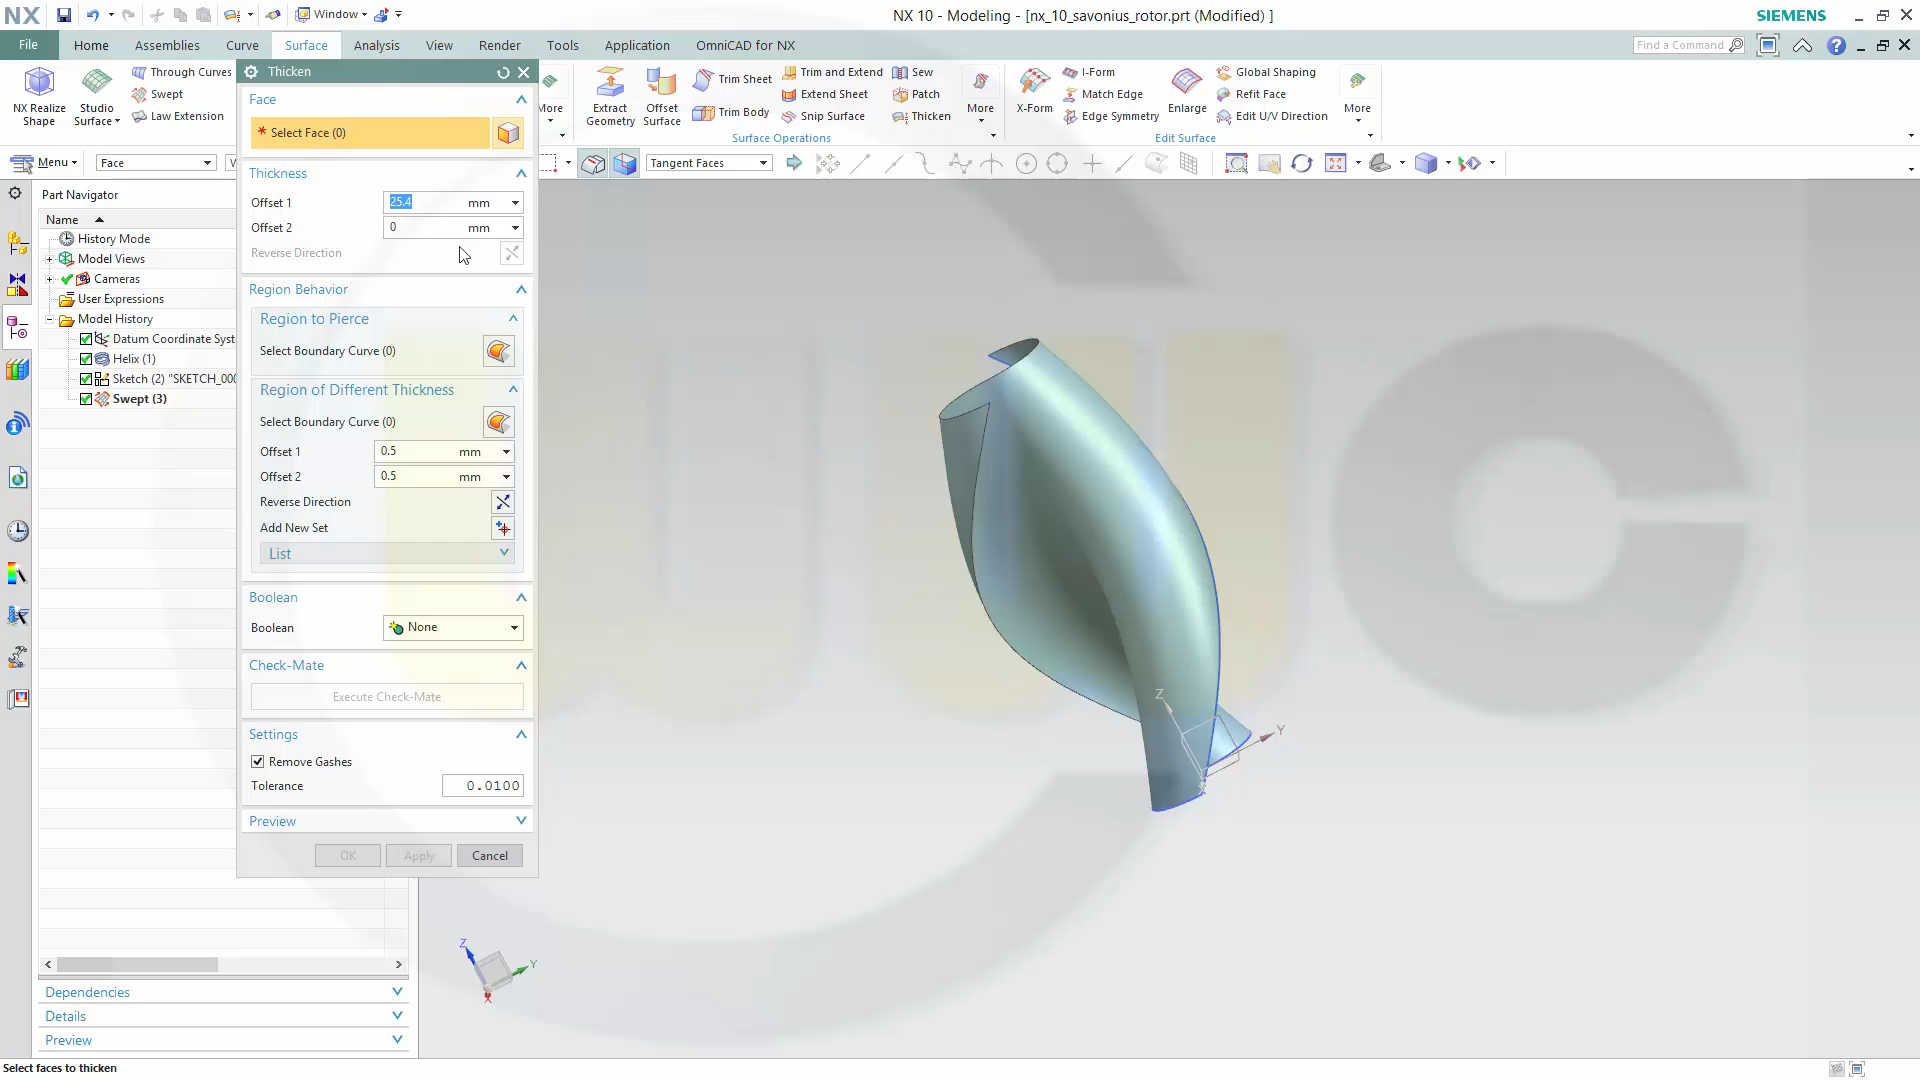 NX
Window
NX 10 - Modeling - [nx_10_savonius_rotor.prt (Modified) ]
SIEMENS
File
Home
Assemblies
Curve
Surface
Analysis
View
Render
Tools
Application
OmniCAD for NX
Find a Command
NX Realize Shape
Studio Surface
Through Curves
Swept
Law Extension
More
Extract Geometry
Offset Surface
Trim Sheet
Trim Body
Trim and Extend
Extend Sheet
Snip Surface
Sew
Patch
Thicken
More
Surface Operations
X-Form
I-Form
Match Edge
Edge Symmetry
Enlarge
Global Shaping
Refit Face
Edit U/V Direction
More
Edit Surface
Menu
Face
Tangent Faces
Part Navigator
Name
History Mode
Model Views
Cameras
User Expressions
Model History
Datum Coordinate Syst
Helix (1)
Sketch (2) "SKETCH_000
Swept (3)
Dependencies
Details
Preview
Thicken
Face
* Select Face (0)
Thickness
Offset 1 25.4 mm
Offset 2 0 mm
Reverse Direction
Region Behavior
Region to Pierce
Select Boundary Curve (0)
Region of Different Thickness
Select Boundary Curve (0)
Offset 1 0.5 mm
Offset 2 0.5 mm
Reverse Direction
Add New Set
List
Boolean
Boolean None
Check-Mate
Execute Check-Mate
Settings
Remove Gashes
Tolerance 0.0100
Preview
OK Apply Cancel
Z
Y
Z
Y
X
Select faces to thicken